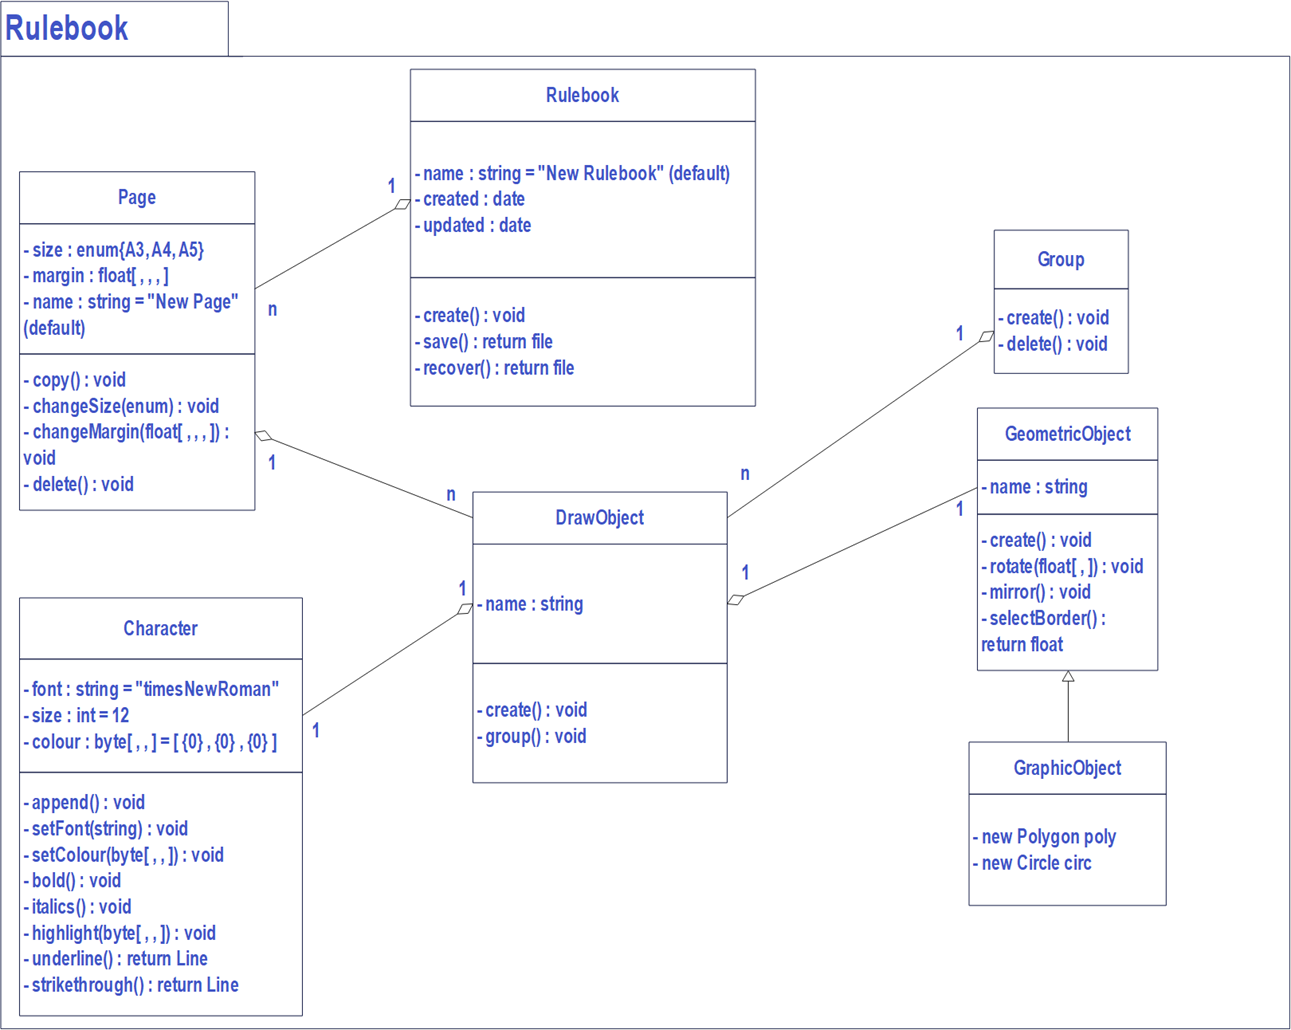 Rulebook
Rulebook
- name : string = "New Rulebook" (default)
- created : date
- updated : date
- create() : void
- save() : return file
- recover() : return file
Page
- size : enum{A3, A4, A5}
- margin : float[ , , , ]
- name : string = "New Page"
(default)
- copy() : void
- changeSize(enum) : void
- changeMargin(float[ , , , ]) :
void
- delete() : void
1
n
1
n
Group
- create() : void
- delete() : void
1
n
GeometricObject
- name : string
- create() : void
- rotate(float[ , ]) : void
- mirror() : void
- selectBorder() :
return float
1
1
DrawObject
- name : string
- create() : void
- group() : void
1
1
Character
- font : string = "timesNewRoman"
- size : int = 12
- colour : byte[ , , ] = [ {0} , {0} , {0} ]
- append() : void
- setFont(string) : void
- setColour(byte[ , , ]) : void
- bold() : void
- italics() : void
- highlight(byte[ , , ]) : void
- underline() : return Line
- strikethrough() : return Line
GraphicObject
- new Polygon poly
- new Circle circ